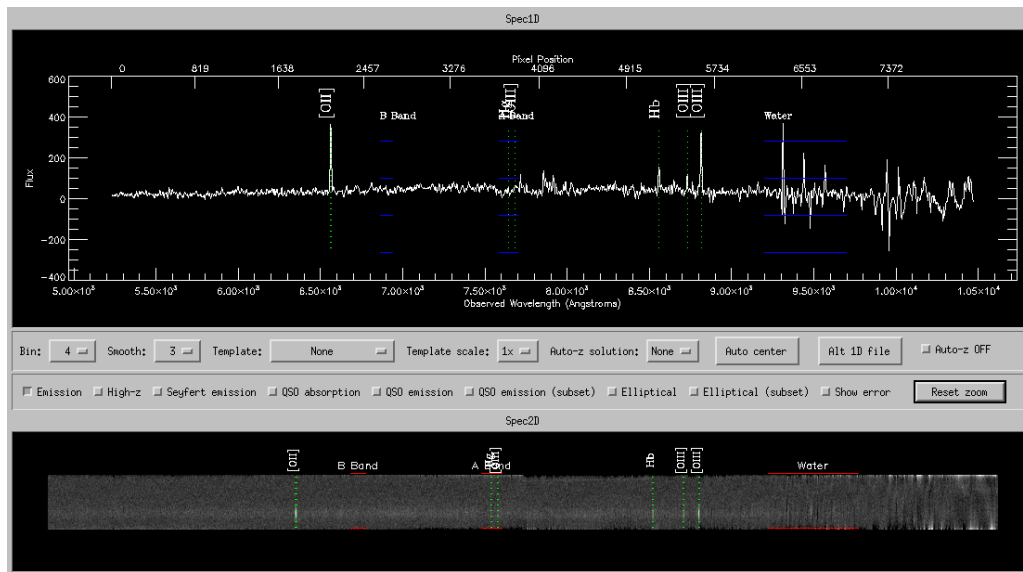 Spec1D
Pixel Position
0 819 1638 2457 3276 4096 4915 5734 6553 7372
600
400
200
0
-200
-400
Flux
[OII] B Band Hb [OIII] [OIII] Water
5.00×10³ 5.50×10³ 6.00×10³ 6.50×10³ 7.00×10³ 7.50×10³ 8.00×10³ 8.50×10³ 9.00×10³ 9.50×10³ 1.00×10⁴ 1.05×10⁴
Observed Wavelength (Angstroms)
Bin: 4 Smooth: 3 Template: None Template scale: 1x Auto-z solution: None Auto center Alt 1D file Auto-z OFF
Emission High-z Seyfert emission QSO absorption QSO emission QSO emission (subset) Elliptical Elliptical (subset) Show error Reset zoom
Spec2D
[OII] B Band Hb [OIII] [OIII] Water